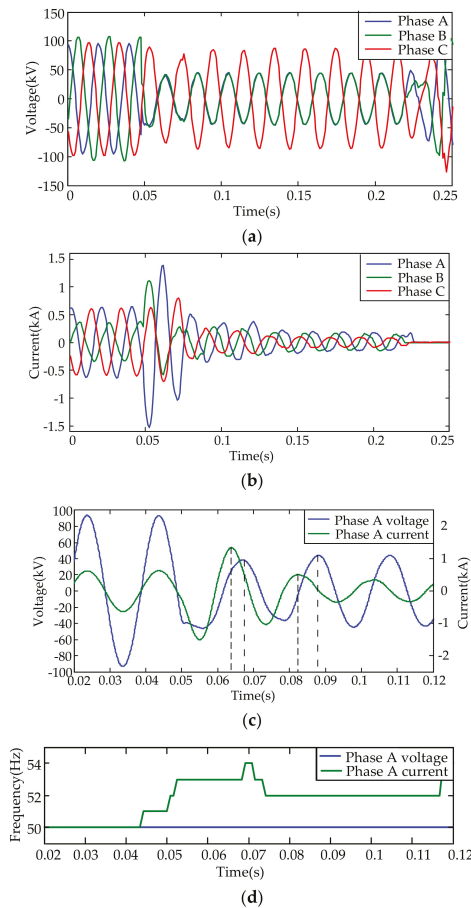 100
50
0
-50
-100
-150
Voltage(kV)
Phase A
Phase B
Phase C
0 0.05 0.1 0.15 0.2 0.25
Time(s)
(a)
1.5
1
0.5
0
-0.5
-1
-1.5
Current(kA)
Phase A
Phase B
Phase C
0 0.05 0.1 0.15 0.2 0.25
Time(s)
(b)
100
80
60
40
20
0
-20
-40
-60
-80
-100
Voltage(kV)
Phase A voltage
Phase A current
2
1
0
-1
-2
Current(kA)
0.02 0.03 0.04 0.05 0.06 0.07 0.08 0.09 0.1 0.11 0.12
Time(s)
(c)
54
52
50
Frequency(Hz)
Phase A voltage
Phase A current
0.02 0.03 0.04 0.05 0.06 0.07 0.08 0.09 0.1 0.11 0.12
Time(s)
(d)